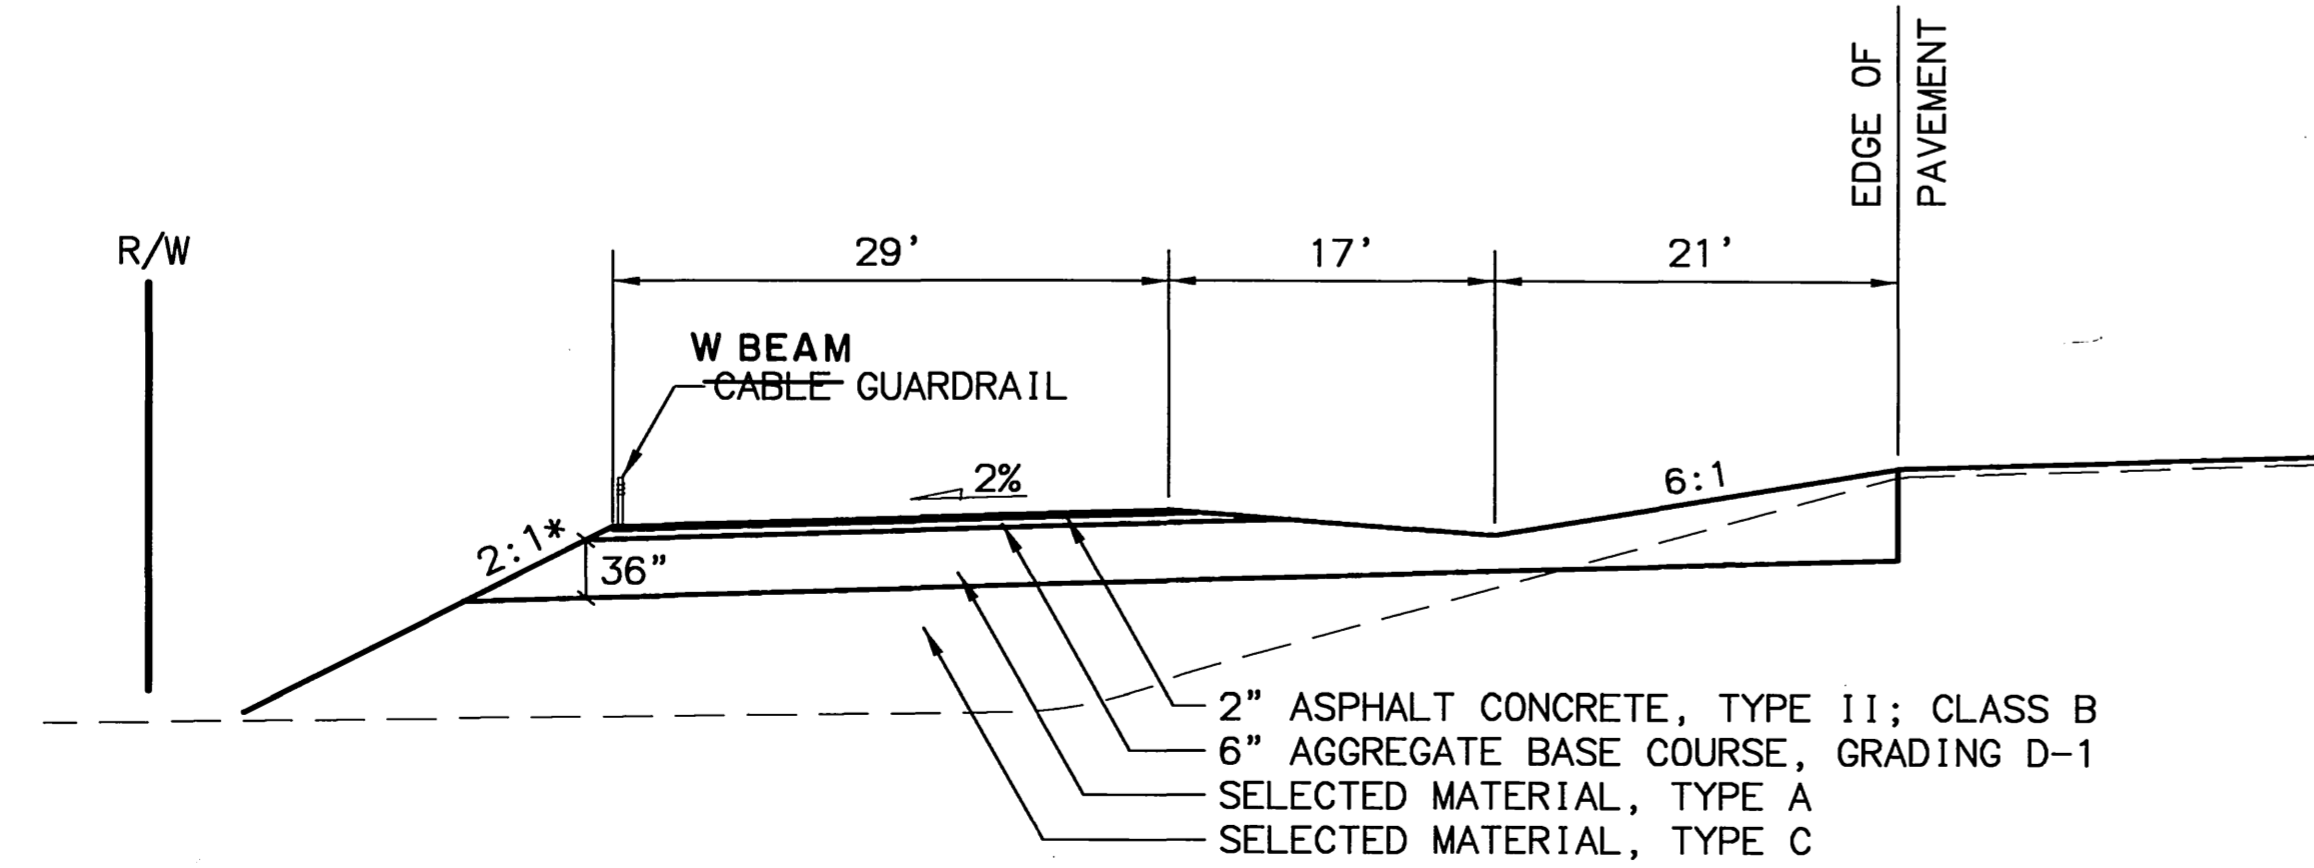 EDGE OF
PAVEMENT
R/W
29'
17'
21'
W BEAM
CABLE GUARDRAIL
2%
6:1
2:1*
36"
2" ASPHALT CONCRETE, TYPE II; CLASS B
6" AGGREGATE BASE COURSE, GRADING D-1
SELECTED MATERIAL, TYPE A
SELECTED MATERIAL, TYPE C